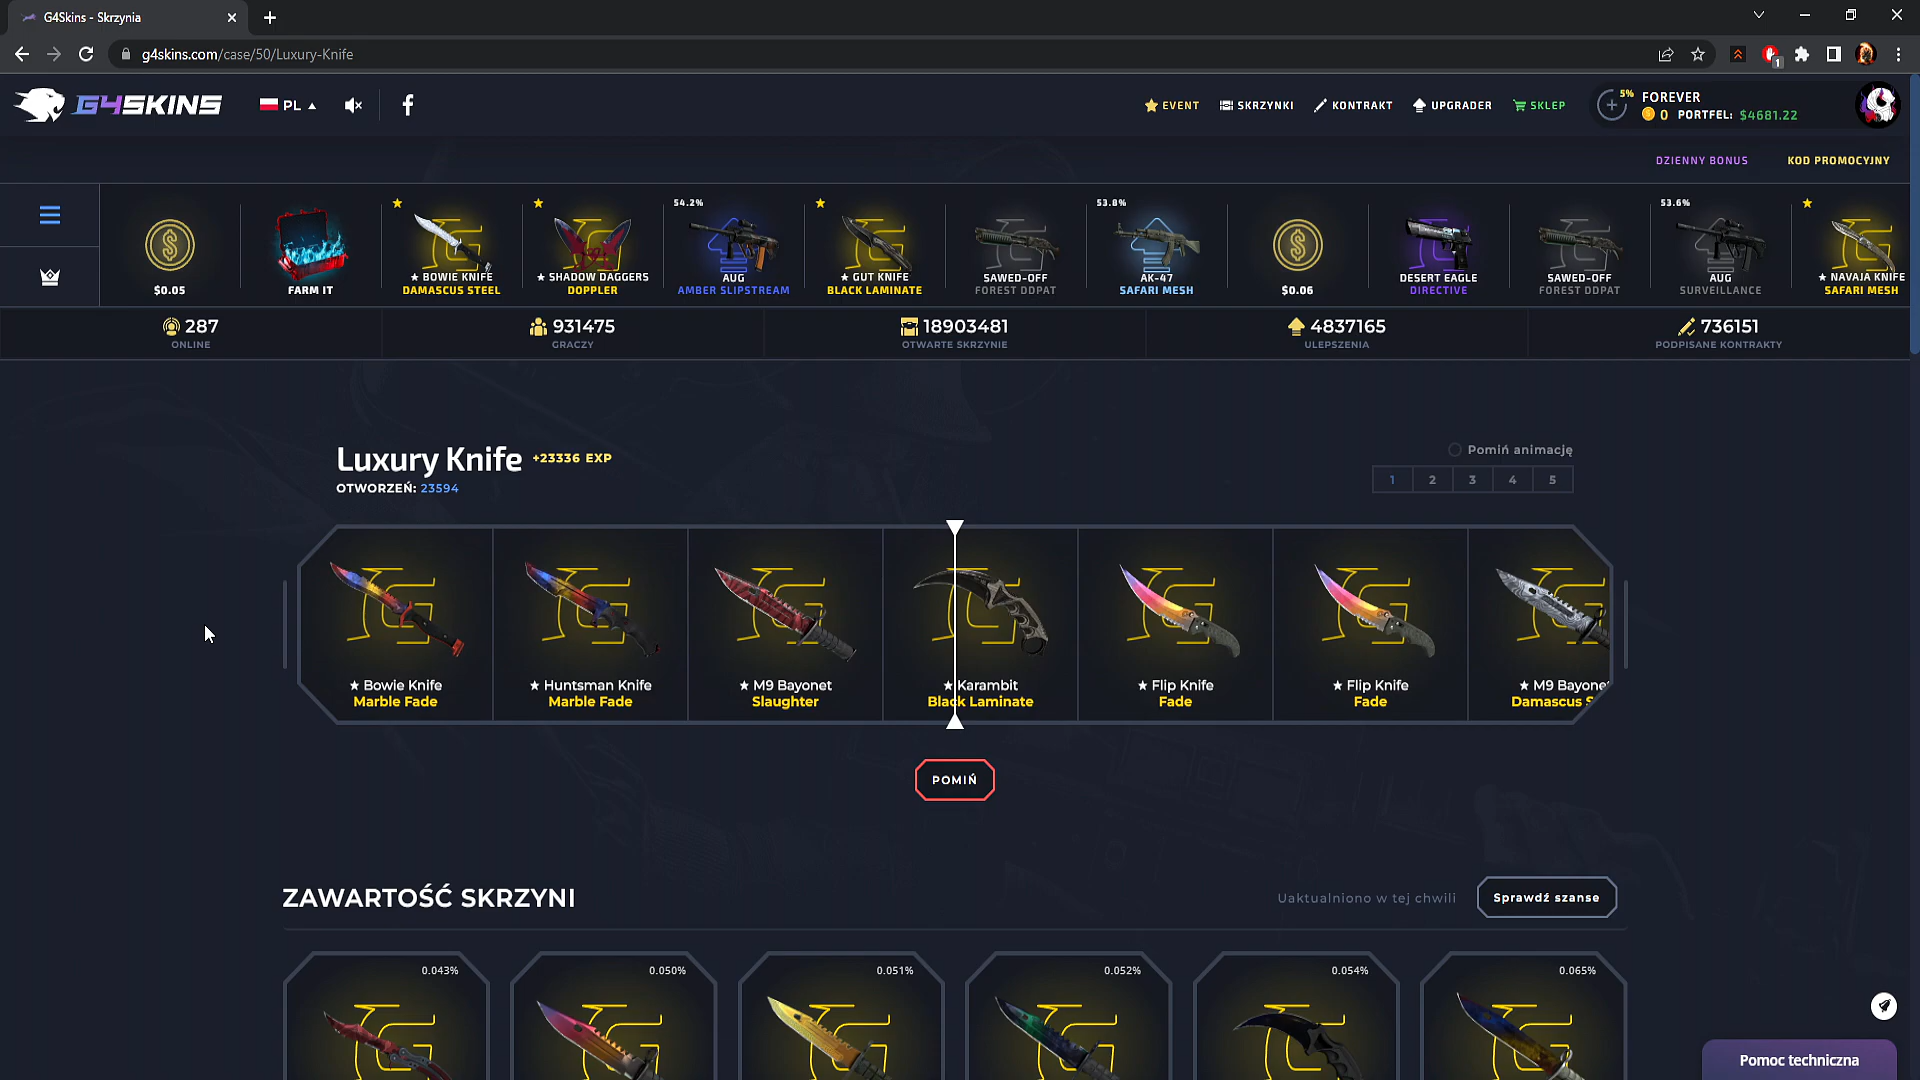 G4Skins - Skrzynia
g4skins.com/case/50/Luxury-Knife
1
G4SKINS
PL
EVENT
SKRZYNKI
KONTRAKT
UPGRADER
SKLEP
5%
FOREVER
0 PORTFEL: $4681.22
DZIENNY BONUS
KOD PROMOCYJNY
$0.05
FARM IT
★ BOWIE KNIFE
DAMASCUS STEEL
★ SHADOW DAGGERS
DOPPLER
54.2%
AUG
AMBER SLIPSTREAM
★ GUT KNIFE
BLACK LAMINATE
SAWED-OFF
FOREST DDPAT
53.8%
AK-47
SAFARI MESH
$0.06
DESERT EAGLE
DIRECTIVE
SAWED-OFF
FOREST DDPAT
53.6%
AUG
SURVEILLANCE
★ NAVAJA KNIFE
SAFARI MESH
287
ONLINE
931475
GRACZY
18903481
OTWARTE SKRZYNIE
4837165
ULEPSZENIA
736151
PODPISANE KONTRAKTY
Luxury Knife +23336 EXP
OTWORZEŃ: 23594
Pomiń animację
1 2 3 4 5
★ Bowie Knife
Marble Fade
★ Huntsman Knife
Marble Fade
★ M9 Bayonet
Slaughter
★ Karambit
Black Laminate
★ Flip Knife
Fade
★ Flip Knife
Fade
★ M9 Bayonet
Damascus S
POMIŃ
ZAWARTOŚĆ SKRZYNI
Uaktualniono w tej chwili
Sprawdź szanse
0.043%
0.050%
0.051%
0.052%
0.054%
0.065%
Pomoc techniczna